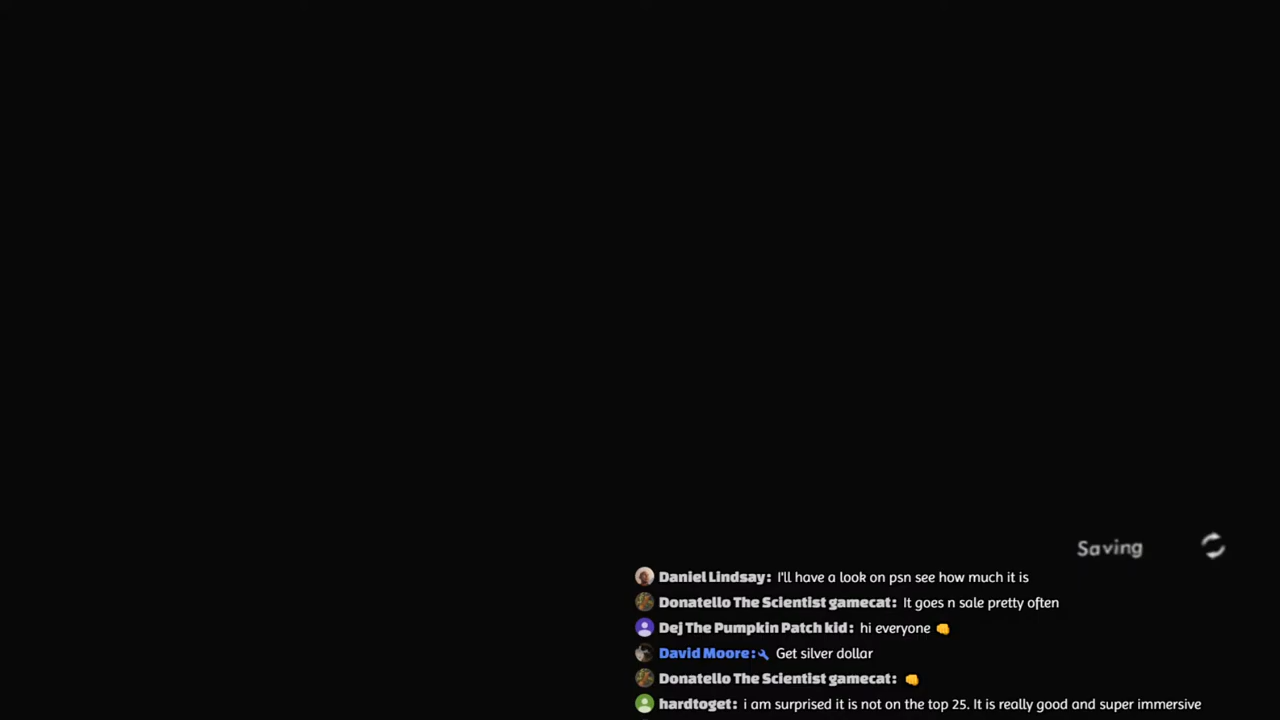 Saving
Daniel Lindsay: I'll have a look on psn see how much it is
Donatello The Scientist gamecat: It goes n sale pretty often
Dej The Pumpkin Patch kid: hi everyone 👊
David Moore: Get silver dollar
Donatello The Scientist gamecat: 👊
hardtoget: i am surprised it is not on the top 25. It is really good and super immersive